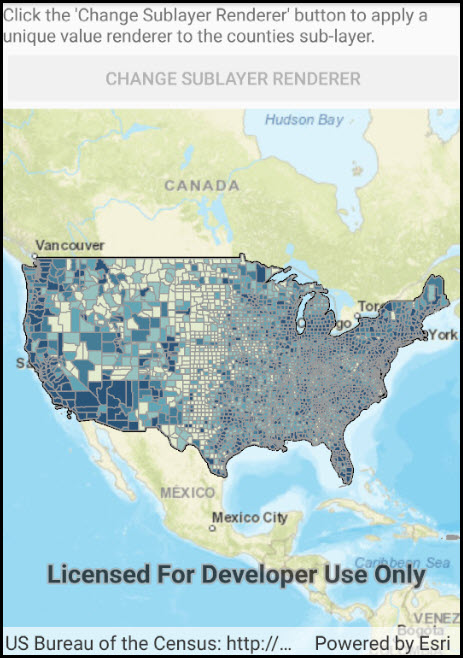 Click the 'Change Sublayer Renderer' button to apply a
unique value renderer to the counties sub-layer.
CHANGE SUBLAYER RENDERER
Hudson Bay
CANADA
Vancouver
Tor
go
York
S
MÉXICO
Mexico City
Caribbean Sea
Licensed For Developer Use Only
VENEZ
Bogotá
US Bureau of the Census: http://... Powered by Esri